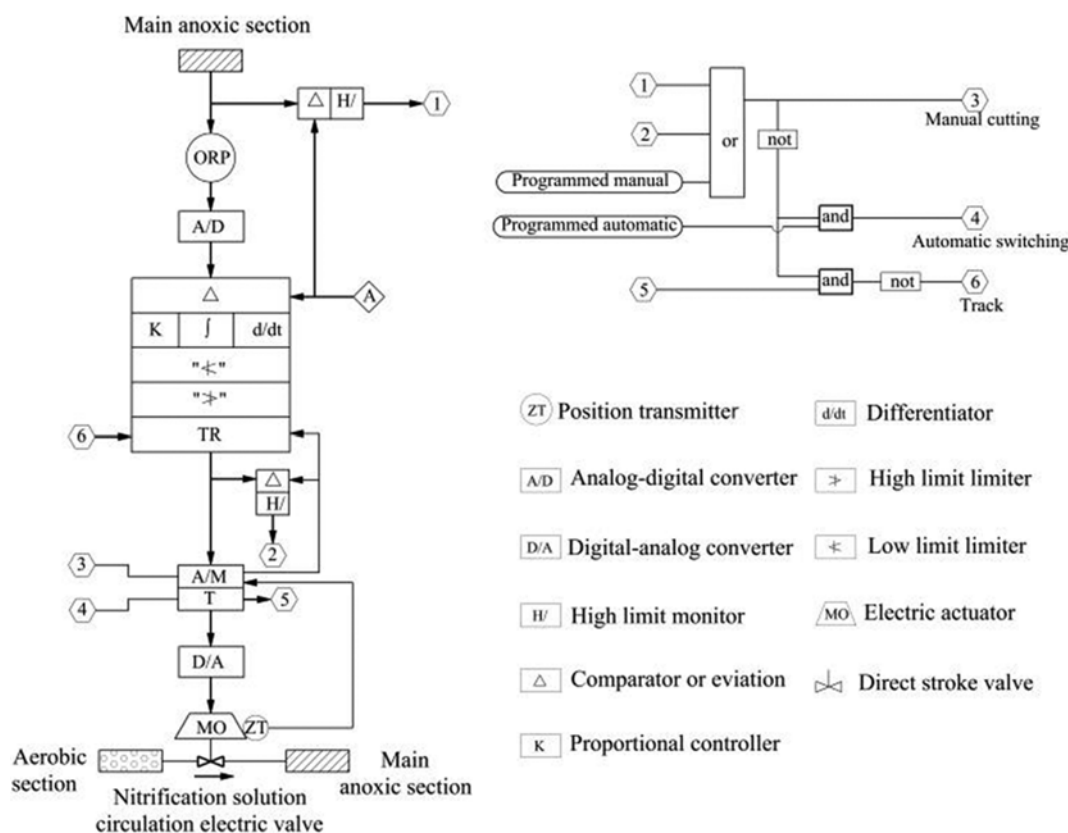 Main anoxic section
△ H/ 1
ORP
A/D
△ A
K ∫ d/dt
"≮"
"≯"
6 TR
△
H/
2
3 A/M
4 T 5
D/A
MO ZT
Aerobic
section
Main
anoxic section
Nitrification solution
circulation electric valve
1
2
or
3
Manual cutting
not
Programmed manual
Programmed automatic
and
4
Automatic switching
5
and
not
6
Track
ZT Position transmitter
d/dt Differentiator
A/D Analog-digital converter
≯ High limit limiter
D/A Digital-analog converter
≮ Low limit limiter
H/ High limit monitor
MO Electric actuator
△ Comparator or eviation
Direct stroke valve
K Proportional controller